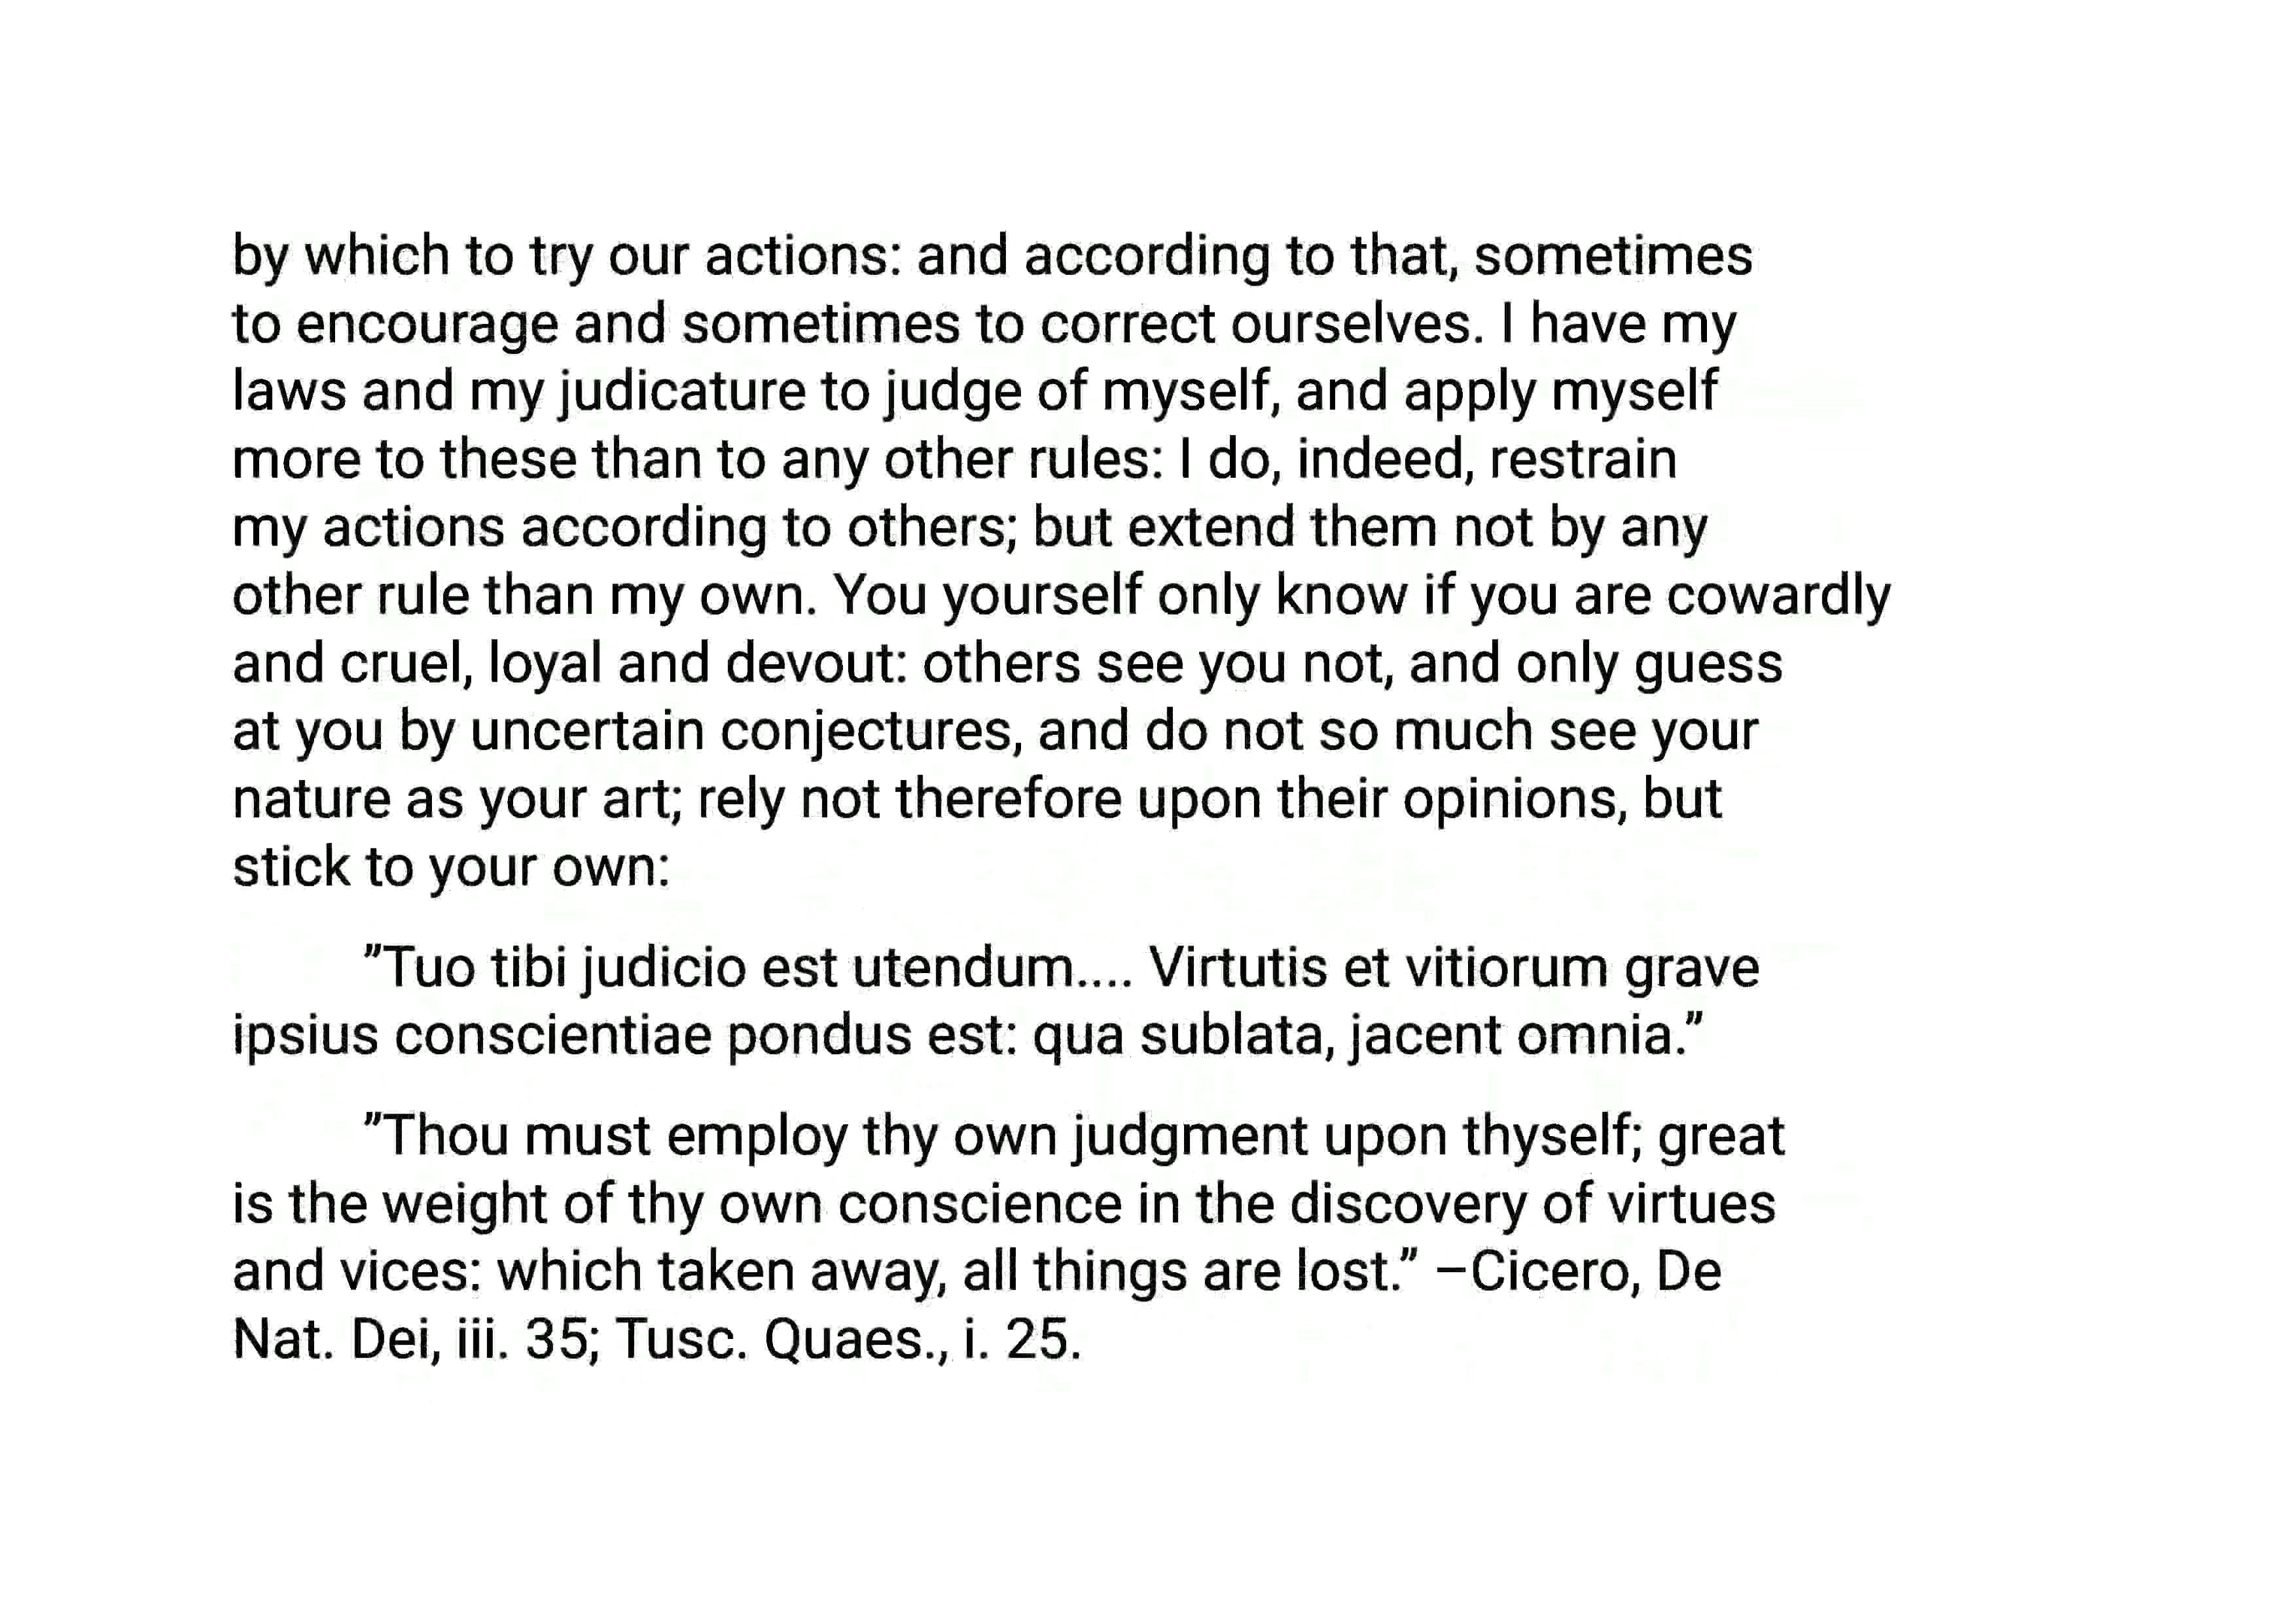 by which to try our actions: and according to that, sometimes
to encourage and sometimes to correct ourselves. I have my
laws and my judicature to judge of myself, and apply myself
more to these than to any other rules: I do, indeed, restrain
my actions according to others; but extend them not by any
other rule than my own. You yourself only know if you are cowardly
and cruel, loyal and devout: others see you not, and only guess
at you by uncertain conjectures, and do not so much see your
nature as your art; rely not therefore upon their opinions, but
stick to your own:
”Tuo tibi judicio est utendum.... Virtutis et vitiorum grave
ipsius conscientiae pondus est: qua sublata, jacent omnia.”
”Thou must employ thy own judgment upon thyself; great
is the weight of thy own conscience in the discovery of virtues
and vices: which taken away, all things are lost.” –Cicero, De
Nat. Dei, iii. 35; Tusc. Quaes., i. 25.